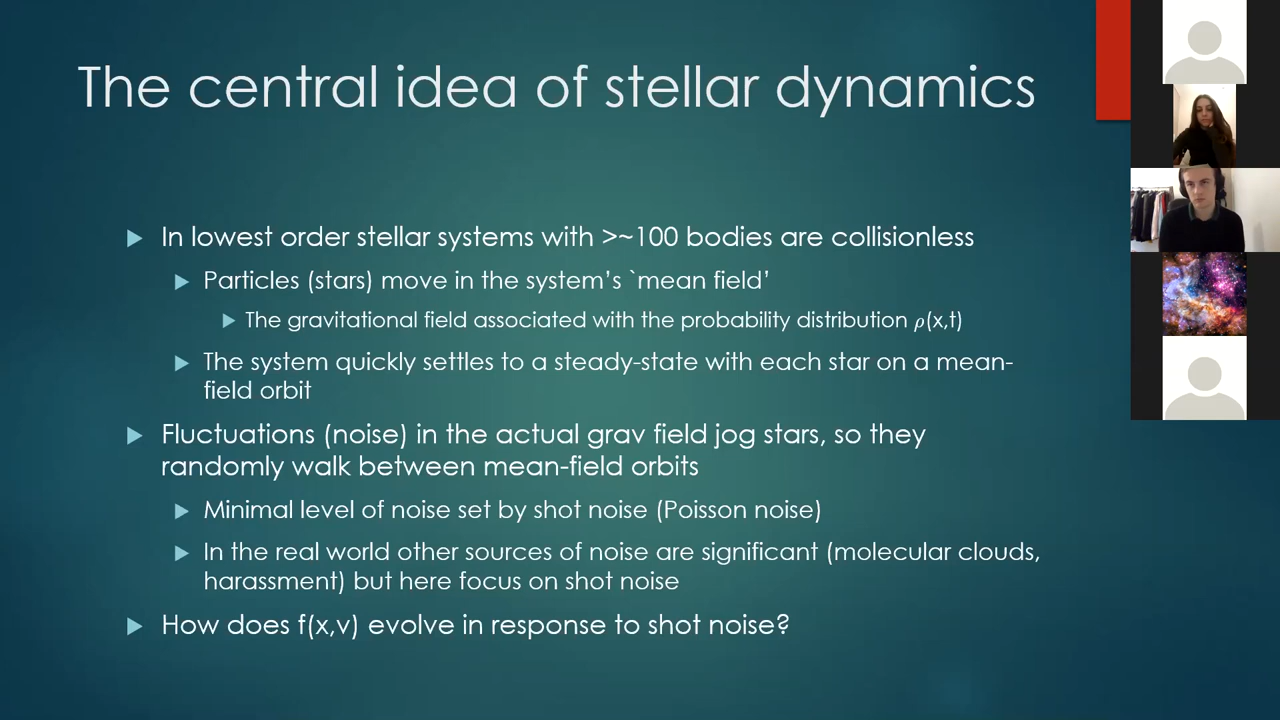 The central idea of stellar dynamics
In lowest order stellar systems with >~100 bodies are collisionless
Particles (stars) move in the system's `mean field'
The gravitational field associated with the probability distribution ρ(x,t)
The system quickly settles to a steady-state with each star on a mean-
field orbit
Fluctuations (noise) in the actual grav field jog stars, so they
randomly walk between mean-field orbits
Minimal level of noise set by shot noise (Poisson noise)
In the real world other sources of noise are significant (molecular clouds,
harassment) but here focus on shot noise
How does f(x,v) evolve in response to shot noise?